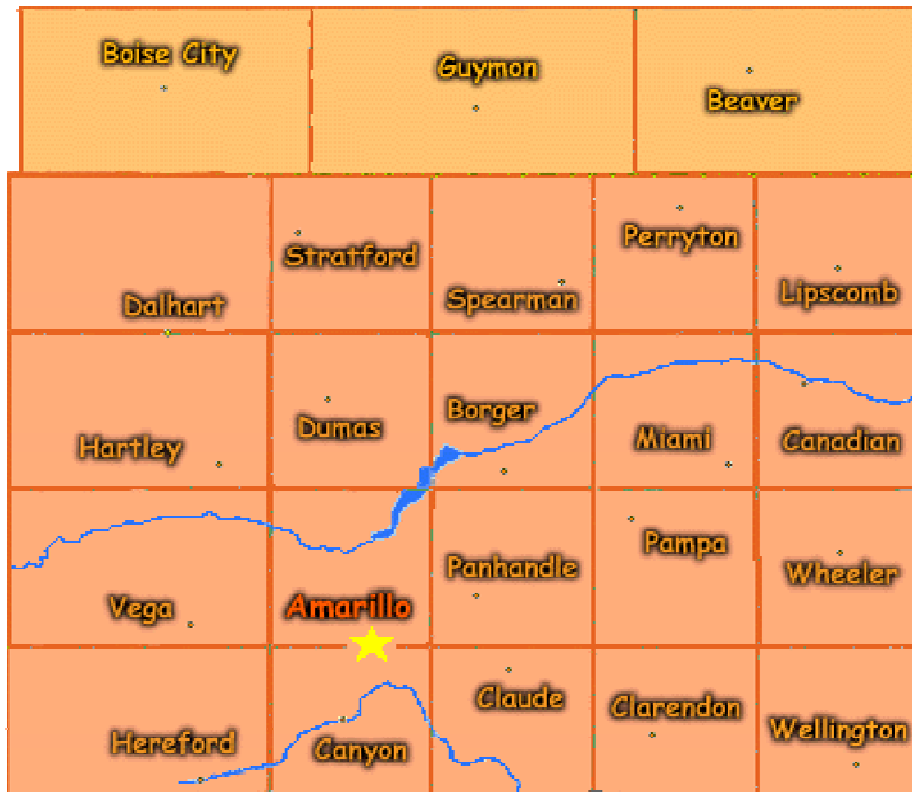 Boise City
Guymon
Beaver
Stratford
Perryton
Dalhart
Spearman
Lipscomb
Hartley
Dumas
Borger
Miami
Canadian
Vega
Amarillo
Panhandle
Pampa
Wheeler
Hereford
Canyon
Claude
Clarendon
Wellington